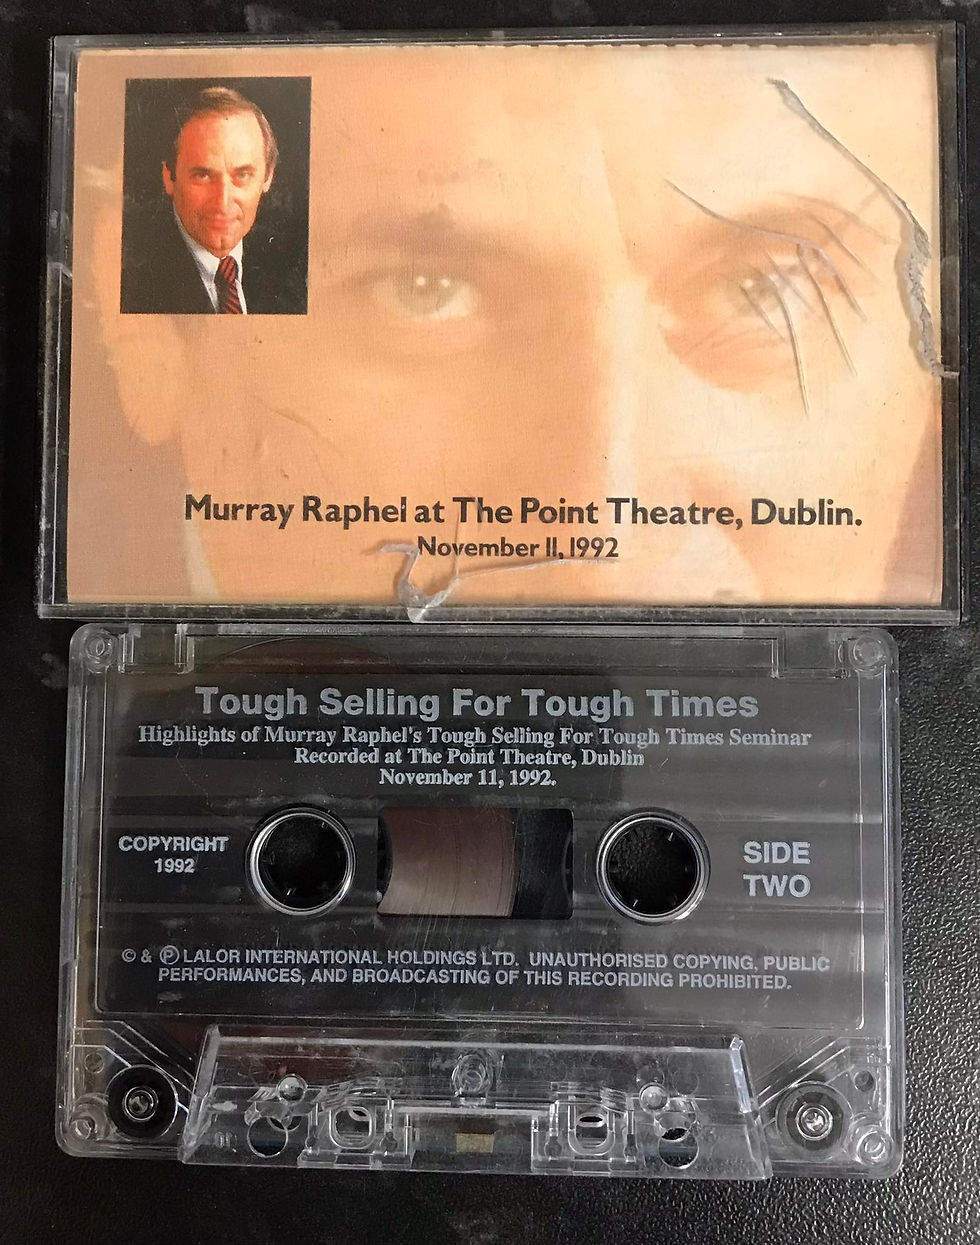 Murray Raphel at The Point Theatre, Dublin.
November 11, 1992
Tough Selling For Tough Times
Highlights of Murray Raphel's Tough Selling For Tough Times Seminar
Recorded at The Point Theatre, Dublin
November 11, 1992.
COPYRIGHT
1992
SIDE
TWO
© & Ⓟ LALOR INTERNATIONAL HOLDINGS LTD. UNAUTHORISED COPYING, PUBLIC
PERFORMANCES, AND BROADCASTING OF THIS RECORDING PROHIBITED.